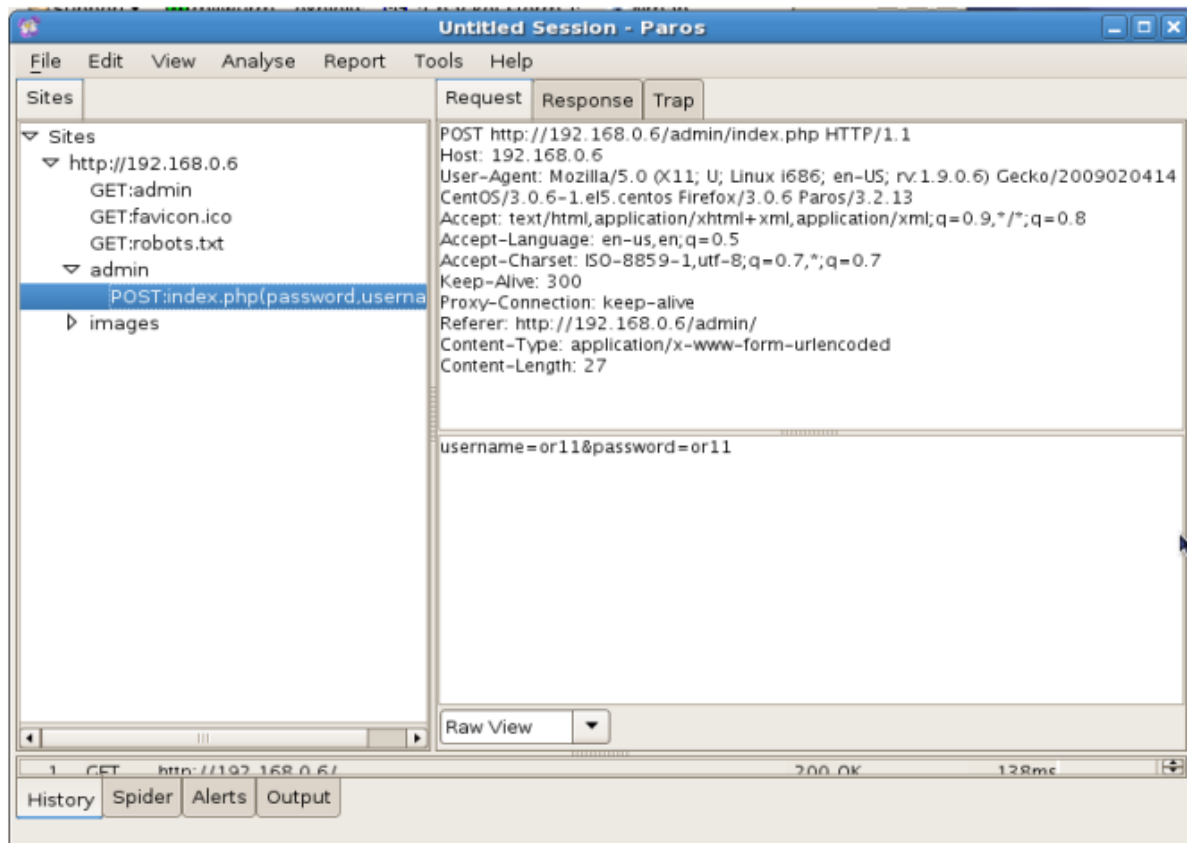 Untitled Session - Paros
File Edit View Analyse Report Tools Help
Sites
Request Response Trap
Sites
http://192.168.0.6
GET:admin
GET:favicon.ico
GET:robots.txt
admin
POST:index.php(password,userna
images
POST http://192.168.0.6/admin/index.php HTTP/1.1
Host: 192.168.0.6
User-Agent: Mozilla/5.0 (X11; U; Linux i686; en-US; rv:1.9.0.6) Gecko/2009020414
CentOS/3.0.6-1.el5.centos Firefox/3.0.6 Paros/3.2.13
Accept: text/html,application/xhtml+xml,application/xml;q=0.9,*/*;q=0.8
Accept-Language: en-us,en;q=0.5
Accept-Charset: ISO-8859-1,utf-8;q=0.7,*;q=0.7
Keep-Alive: 300
Proxy-Connection: keep-alive
Referer: http://192.168.0.6/admin/
Content-Type: application/x-www-form-urlencoded
Content-Length: 27
username=or11&password=or11
Raw View
1 GET http://192.168.0.6/ 200 OK 138ms
History Spider Alerts Output